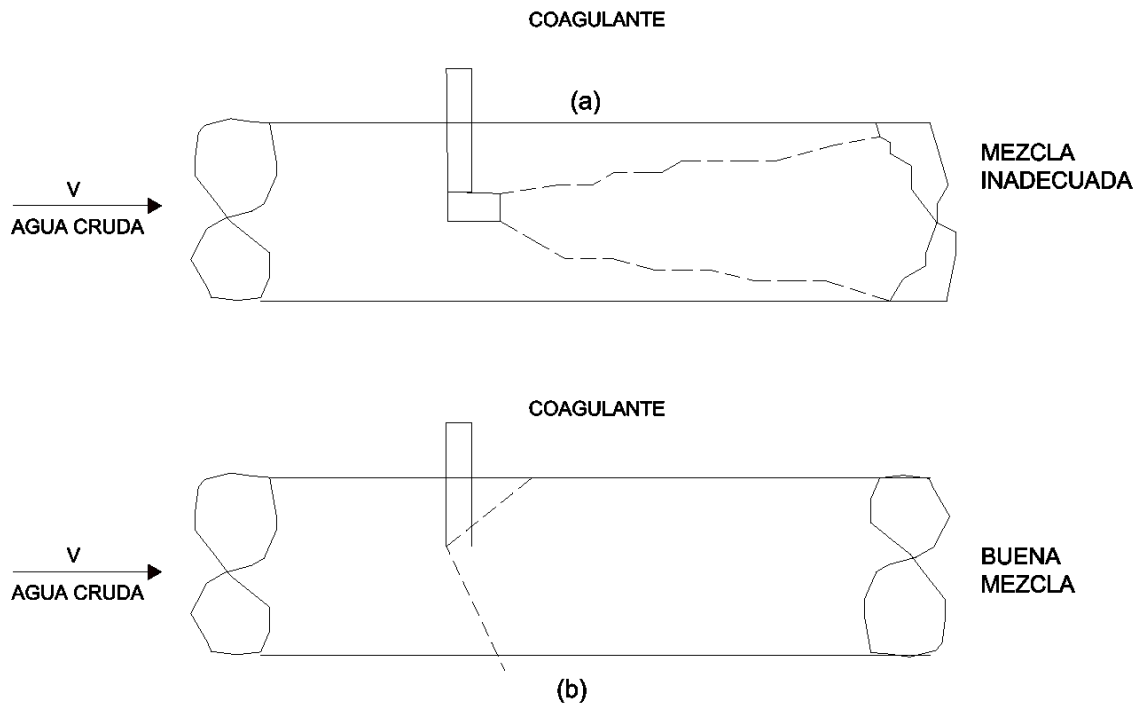 COAGULANTE
(a)
MEZCLA
INADECUADA
V
AGUA CRUDA
COAGULANTE
V
AGUA CRUDA
BUENA
MEZCLA
(b)